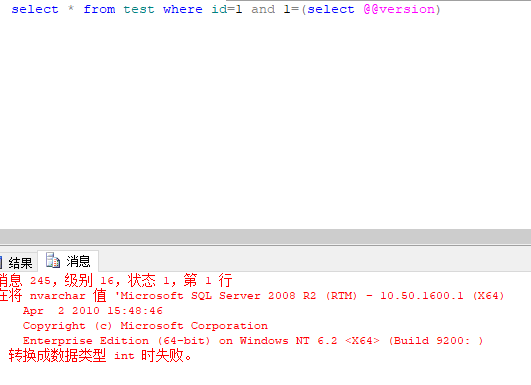 select * from test where id=1 and 1=(select @@version)
结果 消息
消息 245，级别 16，状态 1，第 1 行
在将 nvarchar 值 'Microsoft SQL Server 2008 R2 (RTM) - 10.50.1600.1 (X64)
Apr  2 2010 15:48:46
Copyright (c) Microsoft Corporation
Enterprise Edition (64-bit) on Windows NT 6.2 <X64> (Build 9200: )
转换成数据类型 int 时失败。